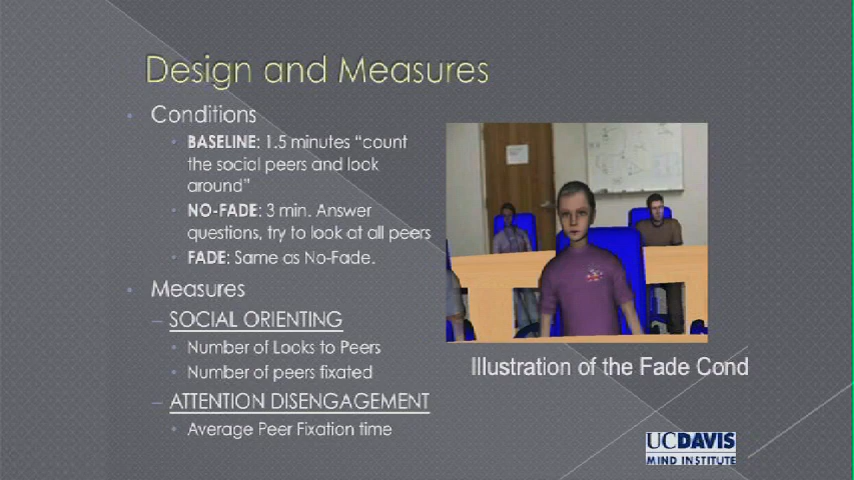 Design and Measures
Conditions
BASELINE: 1.5 minutes “count
the social peers and look
around”
NO-FADE: 3 min. Answer
questions, try to look at all peers
FADE: Same as No-Fade.
Measures
– SOCIAL ORIENTING
Number of Looks to Peers
Number of peers fixated
– ATTENTION DISENGAGEMENT
Average Peer Fixation time
Illustration of the Fade Cond
UCDAVIS
MIND INSTITUTE